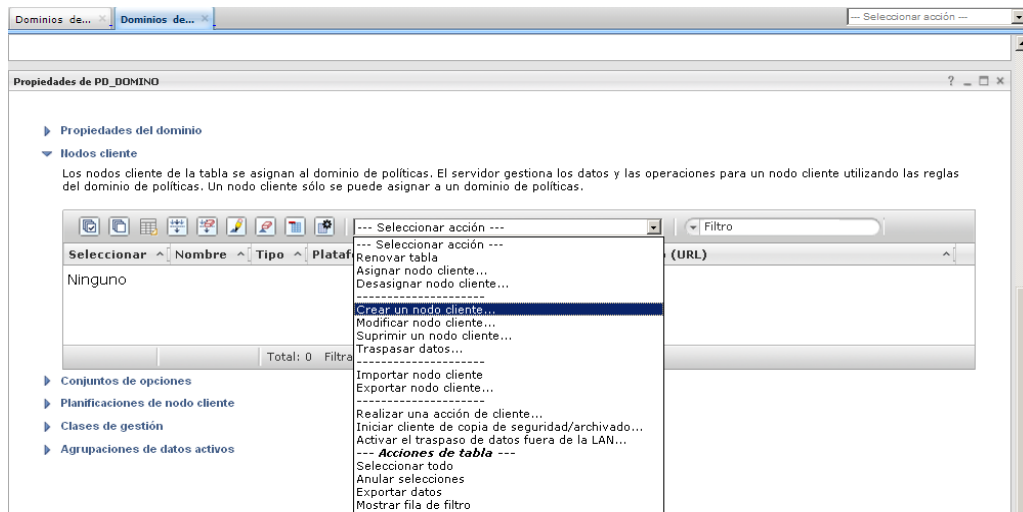 Dominios de...
Dominios de...
--- Seleccionar acción ---
Propiedades de PD_DOMINO
Propiedades del dominio
Nodos cliente
Los nodos cliente de la tabla se asignan al dominio de políticas. El servidor gestiona los datos y las operaciones para un nodo cliente utilizando las reglas
del dominio de políticas. Un nodo cliente sólo se puede asignar a un dominio de políticas.
--- Seleccionar acción ---
Filtro
Seleccionar Nombre Tipo Plataf (URL)
--- Seleccionar acción ---
Renovar tabla
Asignar nodo cliente...
Desasignar nodo cliente...
Ninguno
---------------------
Crear un nodo cliente...
Modificar nodo cliente...
Suprimir un nodo cliente...
Traspasar datos...
Total: 0 Filtra
---------------------
Importar nodo cliente
Exportar nodo cliente...
---------------------
Realizar una acción de cliente...
Iniciar cliente de copia de seguridad/archivado...
Activar el traspaso de datos fuera de la LAN...
--- Acciones de tabla ---
Seleccionar todo
Anular selecciones
Exportar datos
Mostrar fila de filtro
Conjuntos de opciones
Planificaciones de nodo cliente
Clases de gestión
Agrupaciones de datos activos